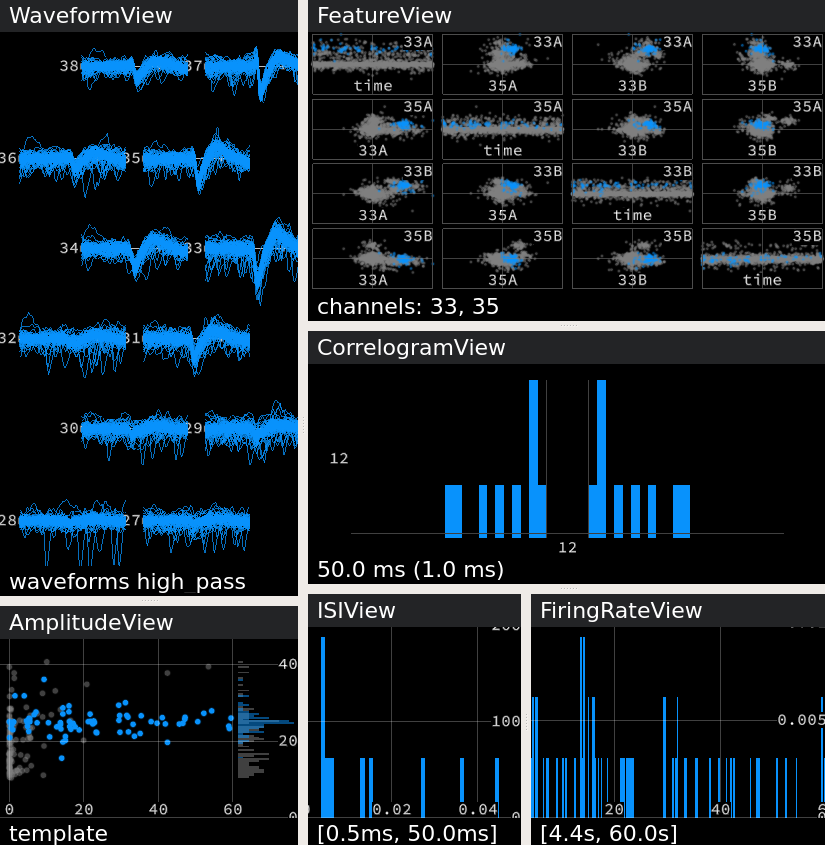 WaveformView
38 37
36 35
34 33
32 31
30 29
28 27
waveforms high_pass
FeatureView
33A 33A 33A 33A
time 35A 33B 35B
35A 35A 35A 35A
33A time 33B 35B
33B 33B 33B 33B
33A 35A time 35B
35B 35B 35B 35B
33A 35A 33B time
channels: 33, 35
CorrelogramView
12
12
50.0 ms (1.0 ms)
AmplitudeView
40
20
0 20 40 60
template
ISIView
200
100
0.02 0.04
[0.5ms, 50.0ms]
FiringRateView
0.005
20 40
[4.4s, 60.0s]